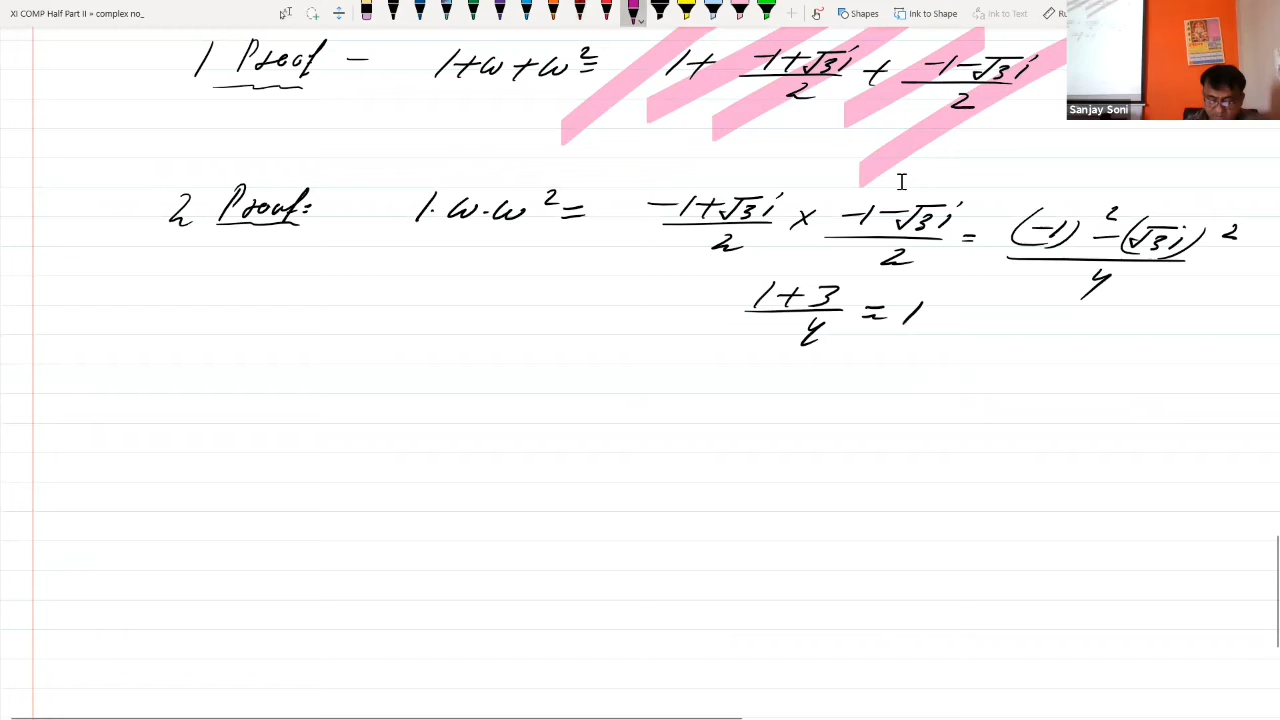 XI COMP Half Part II = complex no_
Shapes
Ink to Shape
Ink to Text
Ru
Sanjay Soni
1 Proof - 1+ω+ω²= 1+ (-1+√3i)/2 + (-1-√3i)/2
2 Proof: 1·ω·ω²= (-1+√3i)/2 × (-1-√3i)/2 = ((-1)²-(√3i)²)/4
(1+3)/4 = 1